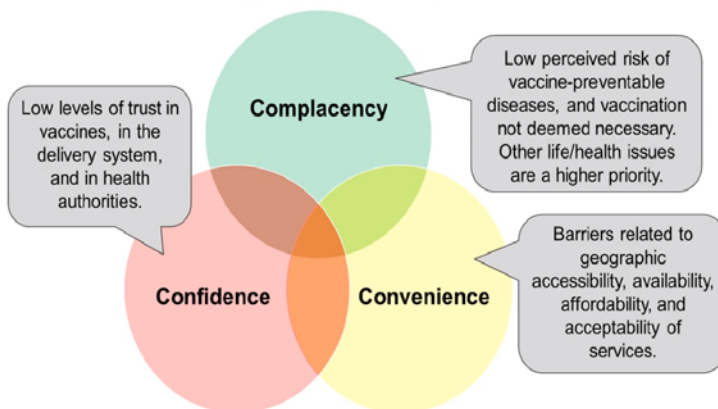 Complacency
Low perceived risk of
vaccine-preventable
diseases, and vaccination
not deemed necessary.
Other life/health issues
are a higher priority.
Low levels of trust in
vaccines, in the
delivery system,
and in health
authorities.
Confidence
Convenience
Barriers related to
geographic
accessibility, availability,
affordability, and
acceptability of
services.